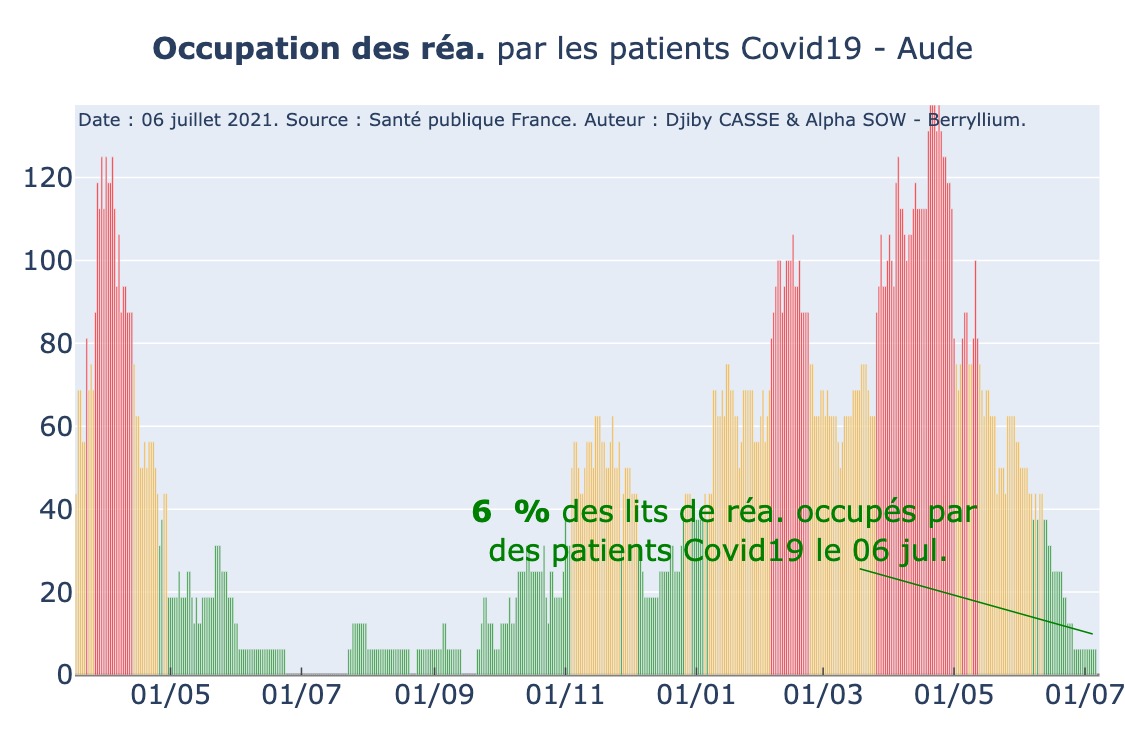 Occupation des réa. par les patients Covid19 - Aude
Date : 06 juillet 2021. Source : Santé publique France. Auteur : Djiby CASSE & Alpha SOW - Berryllium.
120
100
80
60
40
20
0
6 % des lits de réa. occupés par
des patients Covid19 le 06 jul.
01/05 01/07 01/09 01/11 01/01 01/03 01/05 01/07